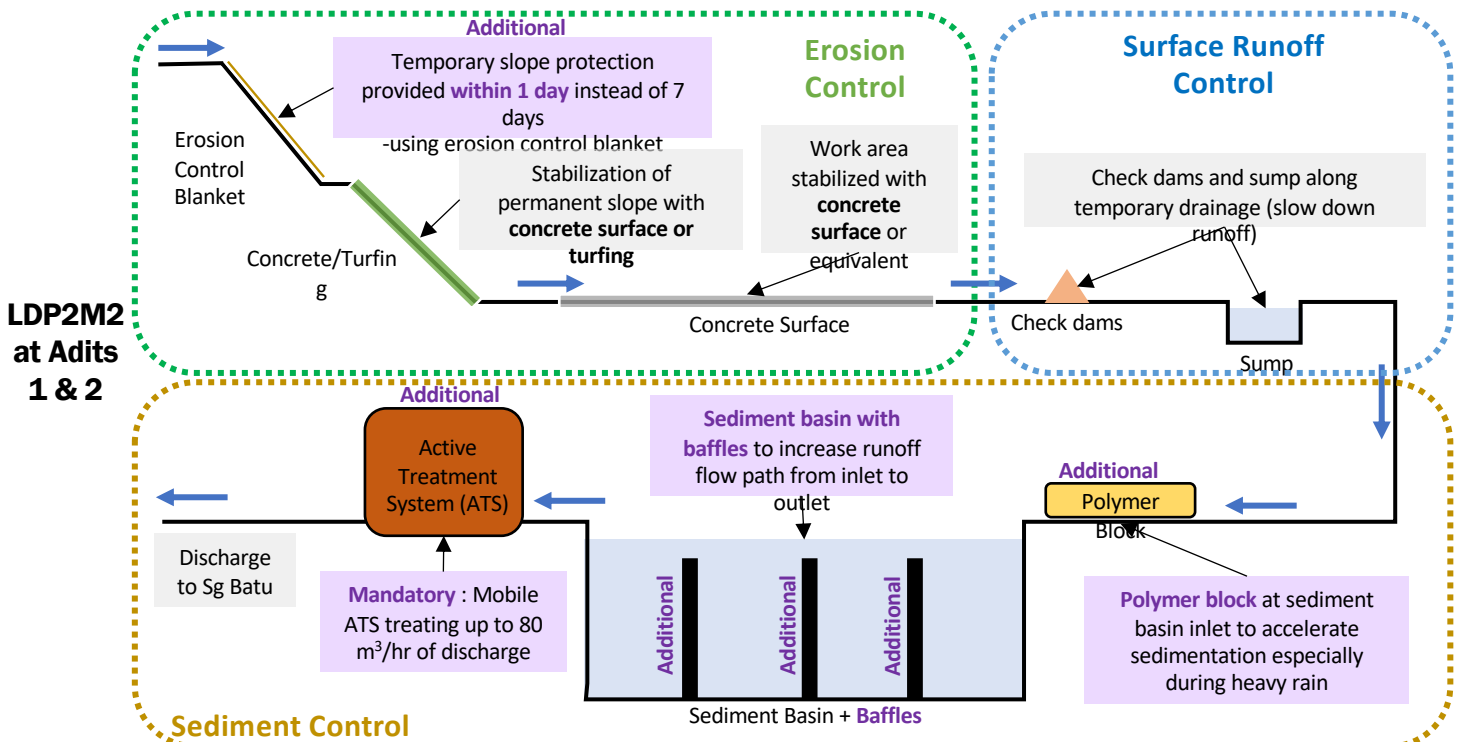 Additional
Temporary slope protection
provided within 1 day instead of 7
days
-using erosion control blanket
Erosion
Control
Surface Runoff
Control
Erosion
Control
Blanket
Stabilization of
permanent slope with
concrete surface or
turfing
Work area
stabilized with
concrete
surface or
equivalent
Check dams and sump along
temporary drainage (slow down
runoff)
Concrete/Turfin
g
Concrete Surface
Check dams
Sump
LDP2M2
at Adits
1 & 2
Additional
Active
Treatment
System (ATS)
Sediment basin with
baffles to increase runoff
flow path from inlet to
outlet
Additional
Polymer
Block
Discharge
to Sg Batu
Mandatory : Mobile
ATS treating up to 80
m³/hr of discharge
Additional
Additional
Additional
Polymer block at sediment
basin inlet to accelerate
sedimentation especially
during heavy rain
Sediment Basin + Baffles
Sediment Control